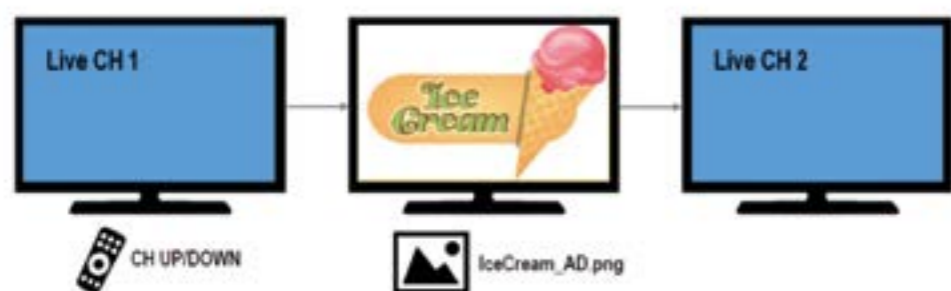 Live CH 1
Ice
Cream
Live CH 2
CH UP/DOWN
IceCream_AD.png